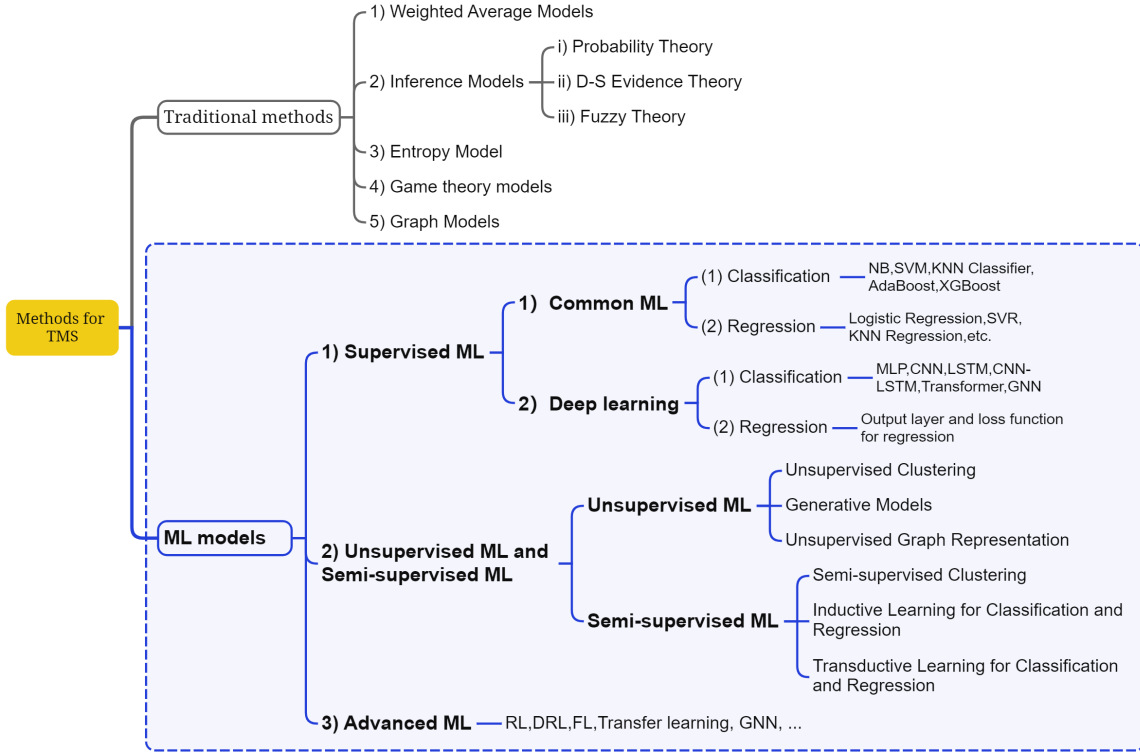 Methods for
TMS
Traditional methods
1) Weighted Average Models
2) Inference Models
i) Probability Theory
ii) D-S Evidence Theory
iii) Fuzzy Theory
3) Entropy Model
4) Game theory models
5) Graph Models
ML models
1) Supervised ML
1) Common ML
(1) Classification
NB,SVM,KNN Classifier,
AdaBoost,XGBoost
(2) Regression
Logistic Regression,SVR,
KNN Regression,etc.
2) Deep learning
(1) Classification
MLP,CNN,LSTM,CNN-
LSTM,Transformer,GNN
(2) Regression
Output layer and loss function
for regression
2) Unsupervised ML and
Semi-supervised ML
Unsupervised ML
Unsupervised Clustering
Generative Models
Unsupervised Graph Representation
Semi-supervised ML
Semi-supervised Clustering
Inductive Learning for Classification and
Regression
Transductive Learning for Classification
and Regression
3) Advanced ML
RL,DRL,FL,Transfer learning, GNN, ...